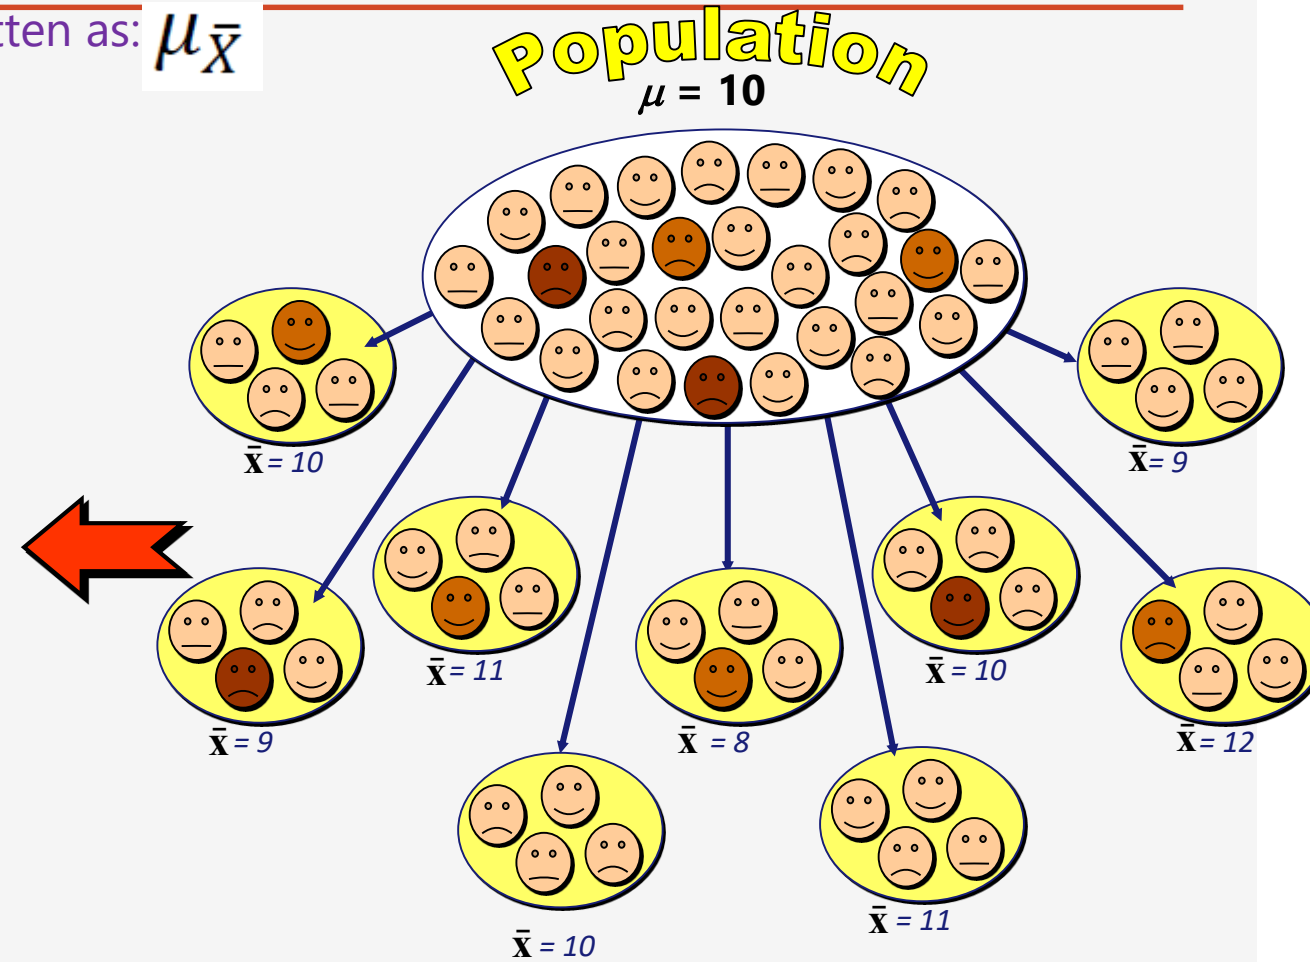 tten as: μX̄
Population
μ = 10
x̄ = 10
x̄ = 9
x̄ = 11
x̄ = 10
x̄ = 9
x̄ = 8
x̄ = 12
x̄ = 11
x̄ = 10